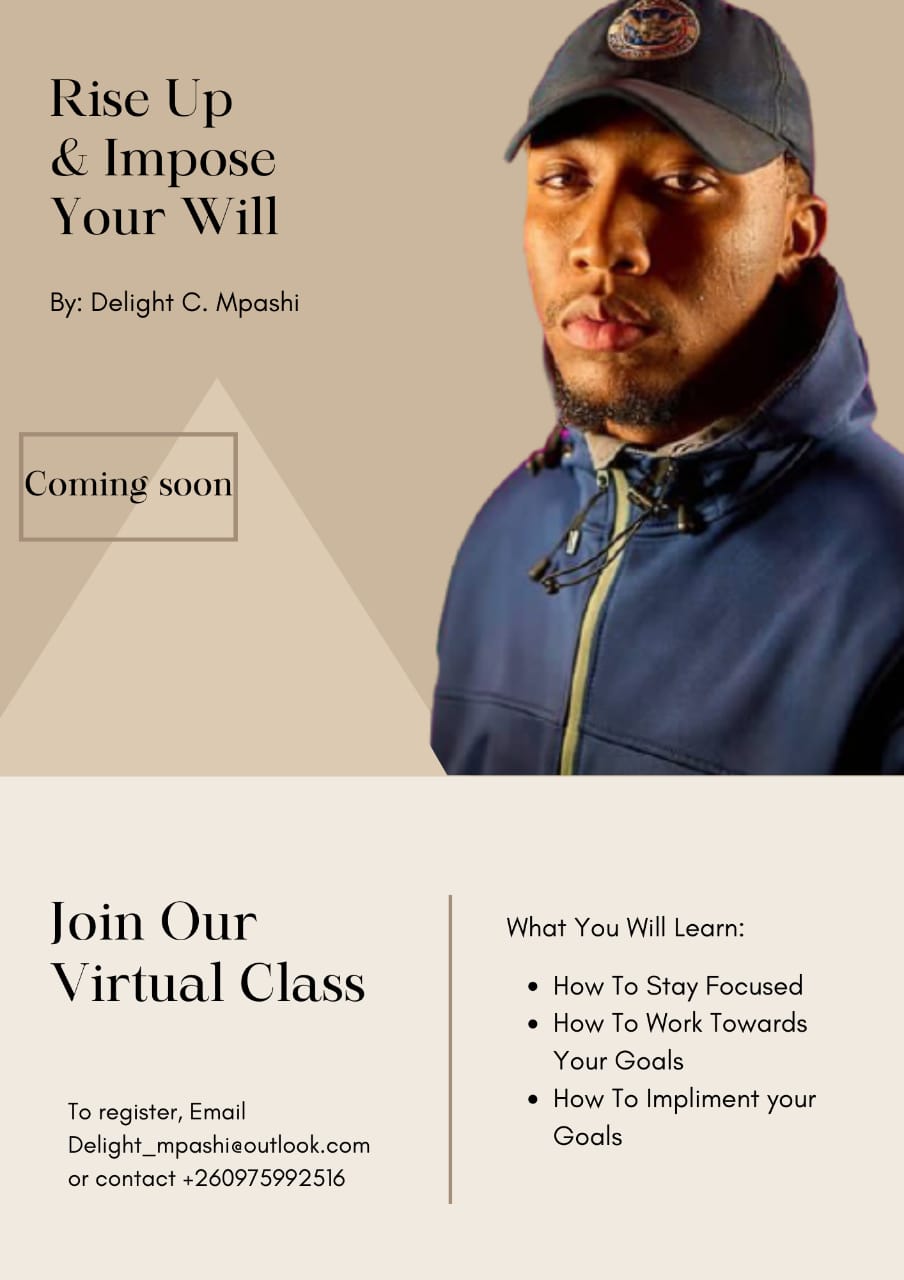 Rise Up
& Impose
Your Will
By: Delight C. Mpashi
Coming soon
Join Our
Virtual Class
To register, Email
Delight_mpashi@outlook.com
or contact +260975992516
What You Will Learn:
• How To Stay Focused
• How To Work Towards
Your Goals
• How To Impliment your
Goals